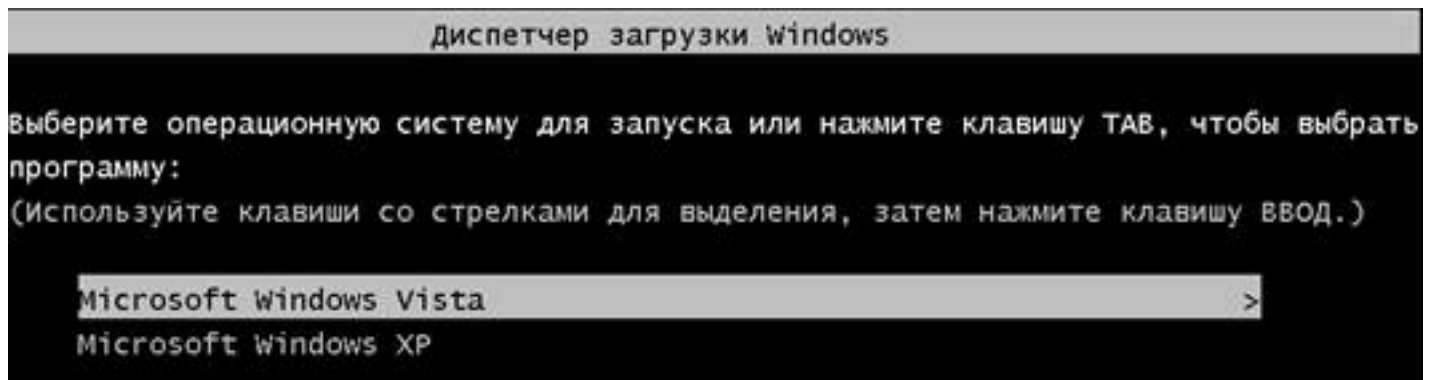 Диспетчер загрузки Windows
Выберите операционную систему для запуска или нажмите клавишу TAB, чтобы выбрать
программу:
(Используйте клавиши со стрелками для выделения, затем нажмите клавишу ВВОД.)
Microsoft Windows Vista >
Microsoft Windows XP